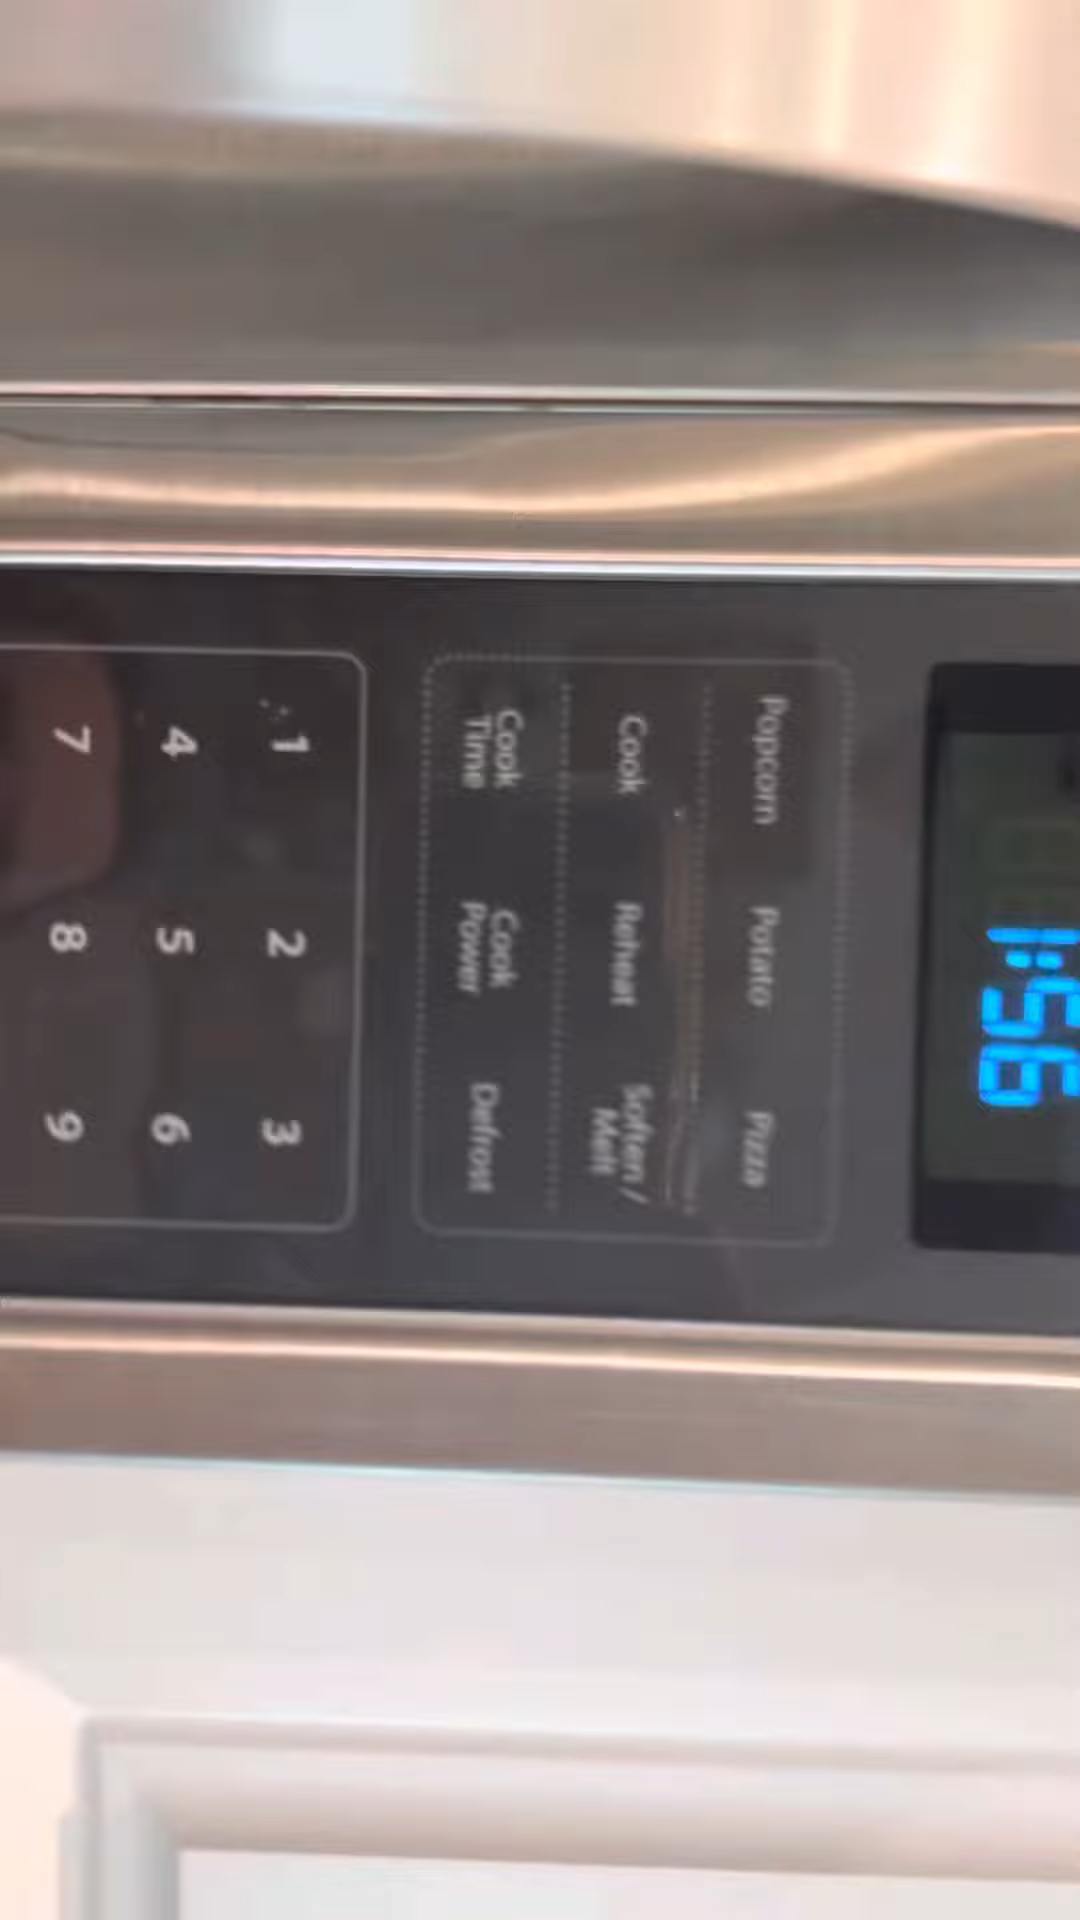 1:56
Popcorn Potato Pizza
Cook Reheat Soften /
Melt
Cook Cook Defrost
Time Power
1 2 3
4 5 6
7 8 9